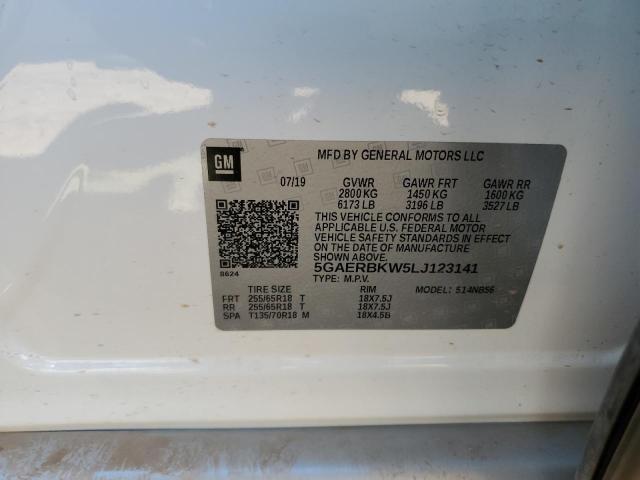 GM
MFD BY GENERAL MOTORS LLC
07/19 GVWR GAWR FRT GAWR RR
2800 KG 1450 KG 1600 KG
6173 LB 3196 LB 3527 LB
THIS VEHICLE CONFORMS TO ALL
APPLICABLE U.S. FEDERAL MOTOR
VEHICLE SAFETY STANDARDS IN EFFECT
ON THE DATE OF MANUFACTURE
SHOWN ABOVE.
8624 5GAERBKW5LJ123141
TYPE: M.P.V. MODEL: 514NB56
TIRE SIZE RIM
FRT 255/65R18 T 18X7.5J
RR 255/65R18 T 18X7.5J
SPA T135/70R18 M 18X4.5B